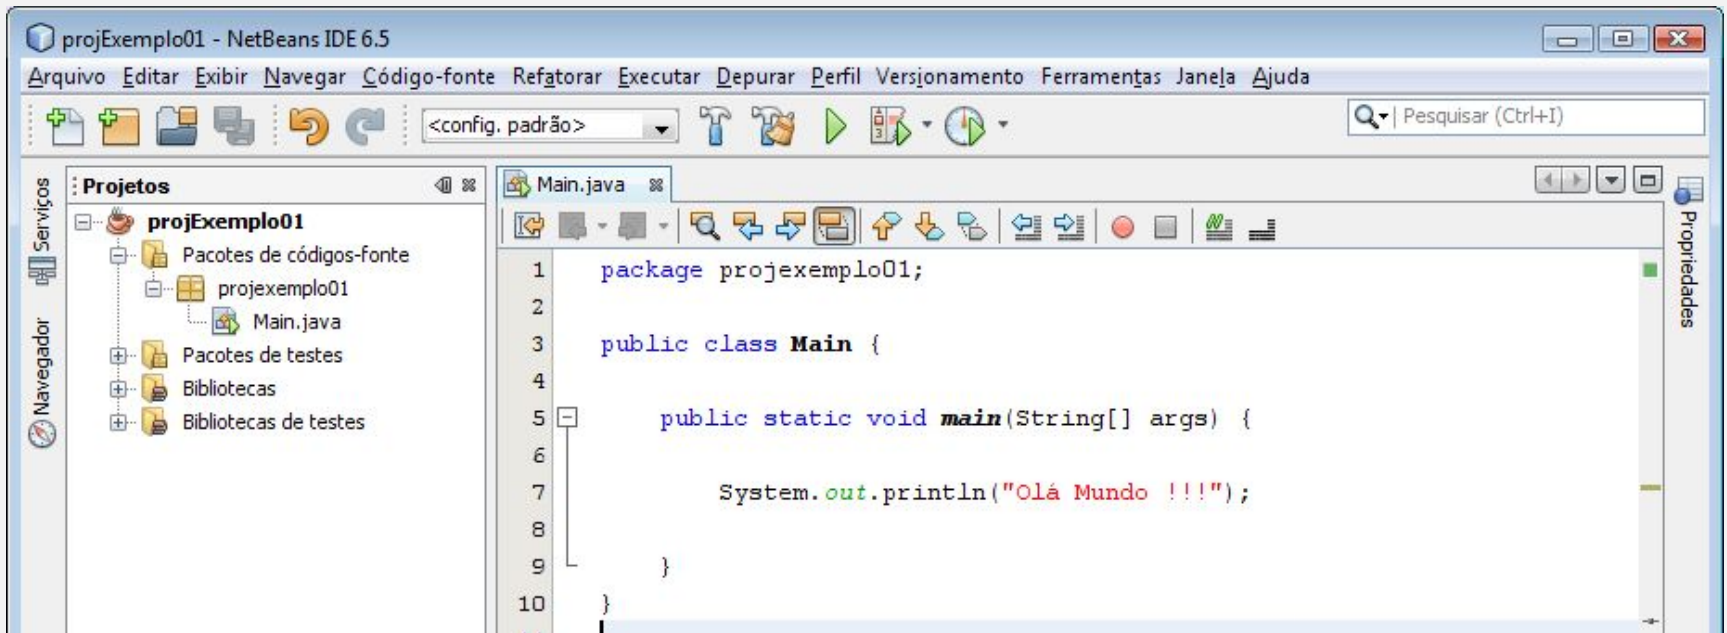 projExemplo01 - NetBeans IDE 6.5
Arquivo Editar Exibir Navegar Código-fonte Refatorar Executar Depurar Perfil Versionamento Ferramentas Janela Ajuda
<config. padrão>
Pesquisar (Ctrl+I)
Serviços
Navegador
Projetos
projExemplo01
Pacotes de códigos-fonte
projexemplo01
Main.java
Pacotes de testes
Bibliotecas
Bibliotecas de testes
Main.java
1 package projexemplo01;
2
3 public class Main {
4
5 public static void main(String[] args) {
6
7 System.out.println("Olá Mundo !!!");
8
9 }
10 }
Propriedades